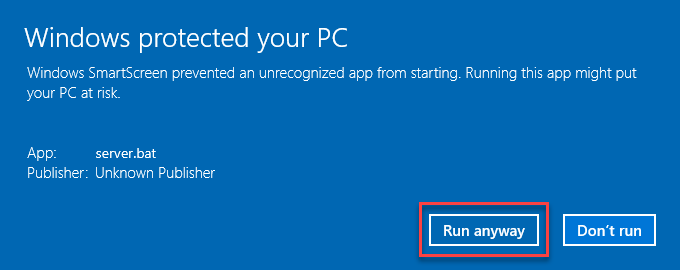 Windows protected your PC
Windows SmartScreen prevented an unrecognized app from starting. Running this app might put
your PC at risk.
App: server.bat
Publisher: Unknown Publisher
Run anyway Don't run